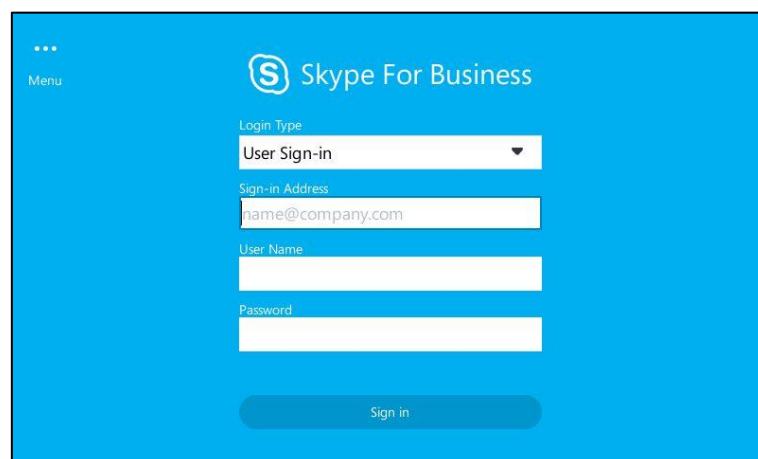 ...
Menu
Skype For Business
Login Type
User Sign-in
Sign-in Address
name@company.com
User Name
Password
Sign in